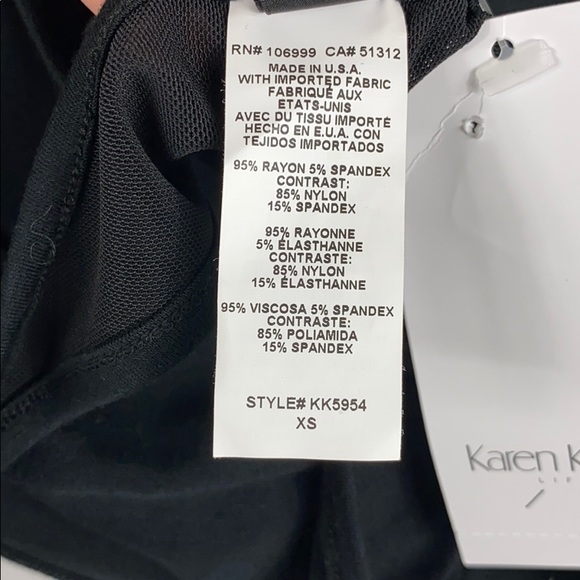 RN# 106999 CA# 51312
MADE IN U.S.A.
WITH IMPORTED FABRIC
FABRIQUÉ AUX
ETATS-UNIS
AVEC DU TISSU IMPORTÉ
HECHO EN E.U.A. CON
TEJIDOS IMPORTADOS
95% RAYON 5% SPANDEX
CONTRAST:
85% NYLON
15% SPANDEX
95% RAYONNE
5% ÉLASTHANNE
CONTRASTE:
85% NYLON
15% ÉLASTHANNE
95% VISCOSA 5% SPANDEX
CONTRASTE:
85% POLIAMIDA
15% SPANDEX
STYLE# KK5954
XS
Karen K